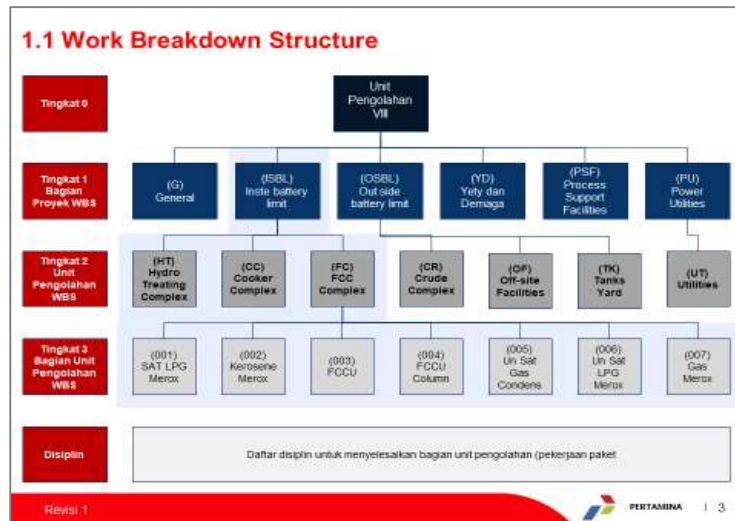 1.1 Work Breakdown Structure
Tingkat 0
Unit
Pengolahan
VIII
Tingkat 1
Bagian
Proyek WBS
(G)
General
(ISBL)
Inste battery
limit
(OSBL)
Out side
battery limit
(YD)
Yety dan
Demaga
(PSF)
Process
Support
Facilities
(PU)
Power
Utilities
Tingkat 2
Unit
Pengolahan
WBS
(HT)
Hydro
Treating
Complex
(CC)
Cooker
Complex
(FC)
FCC
Complex
(CR)
Crude
Complex
(OF)
Off-site
Facilities
(TK)
Tanks
Yard
(UT)
Utilities
Tingkat 3
Bagian Unit
Pengolahan
WBS
(001)
SAT LPG
Merox
(002)
Kerosene
Merox
(003)
FCCU
(004)
FCCU
Column
(005)
Un Sat
Gas
Condens
(006)
Un Sat
LPG
Merox
(007)
Gas
Merox
Disiplin
Daftar disiplin untuk menyelesaikan bagian unit pengolahan (pekerjaan paket
Revisi 1
PERTAMINA | 3